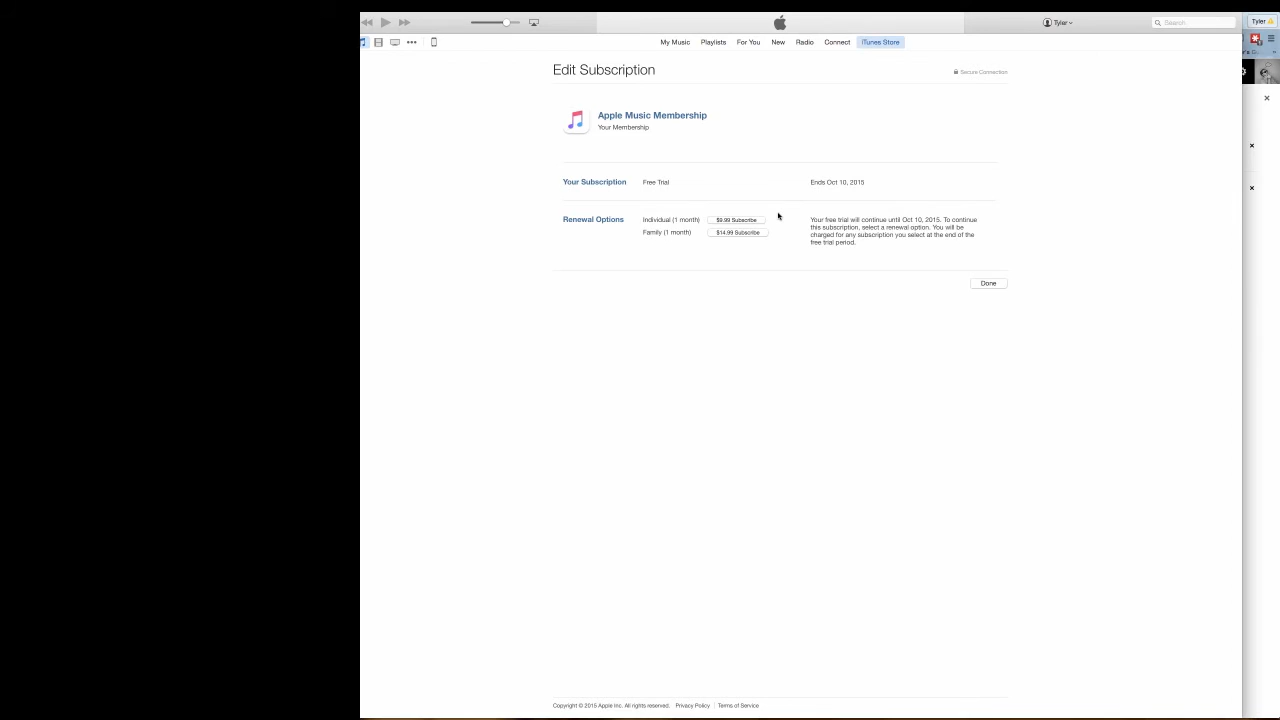 Tyler
Search
Tyler
My Music
Playlists
For You
New
Radio
Connect
iTunes Store
Edit Subscription
Secure Connection
Apple Music Membership
Your Membership
Your Subscription
Free Trial
Ends Oct 10, 2015
Renewal Options
Individual (1 month)
$9.99 Subscribe
Family (1 month)
$14.99 Subscribe
Your free trial will continue until Oct 10, 2015. To continue
this subscription, select a renewal option. You will be
charged for any subscription you select at the end of the
free trial period.
Done
Copyright © 2015 Apple Inc. All rights reserved.
Privacy Policy
Terms of Service